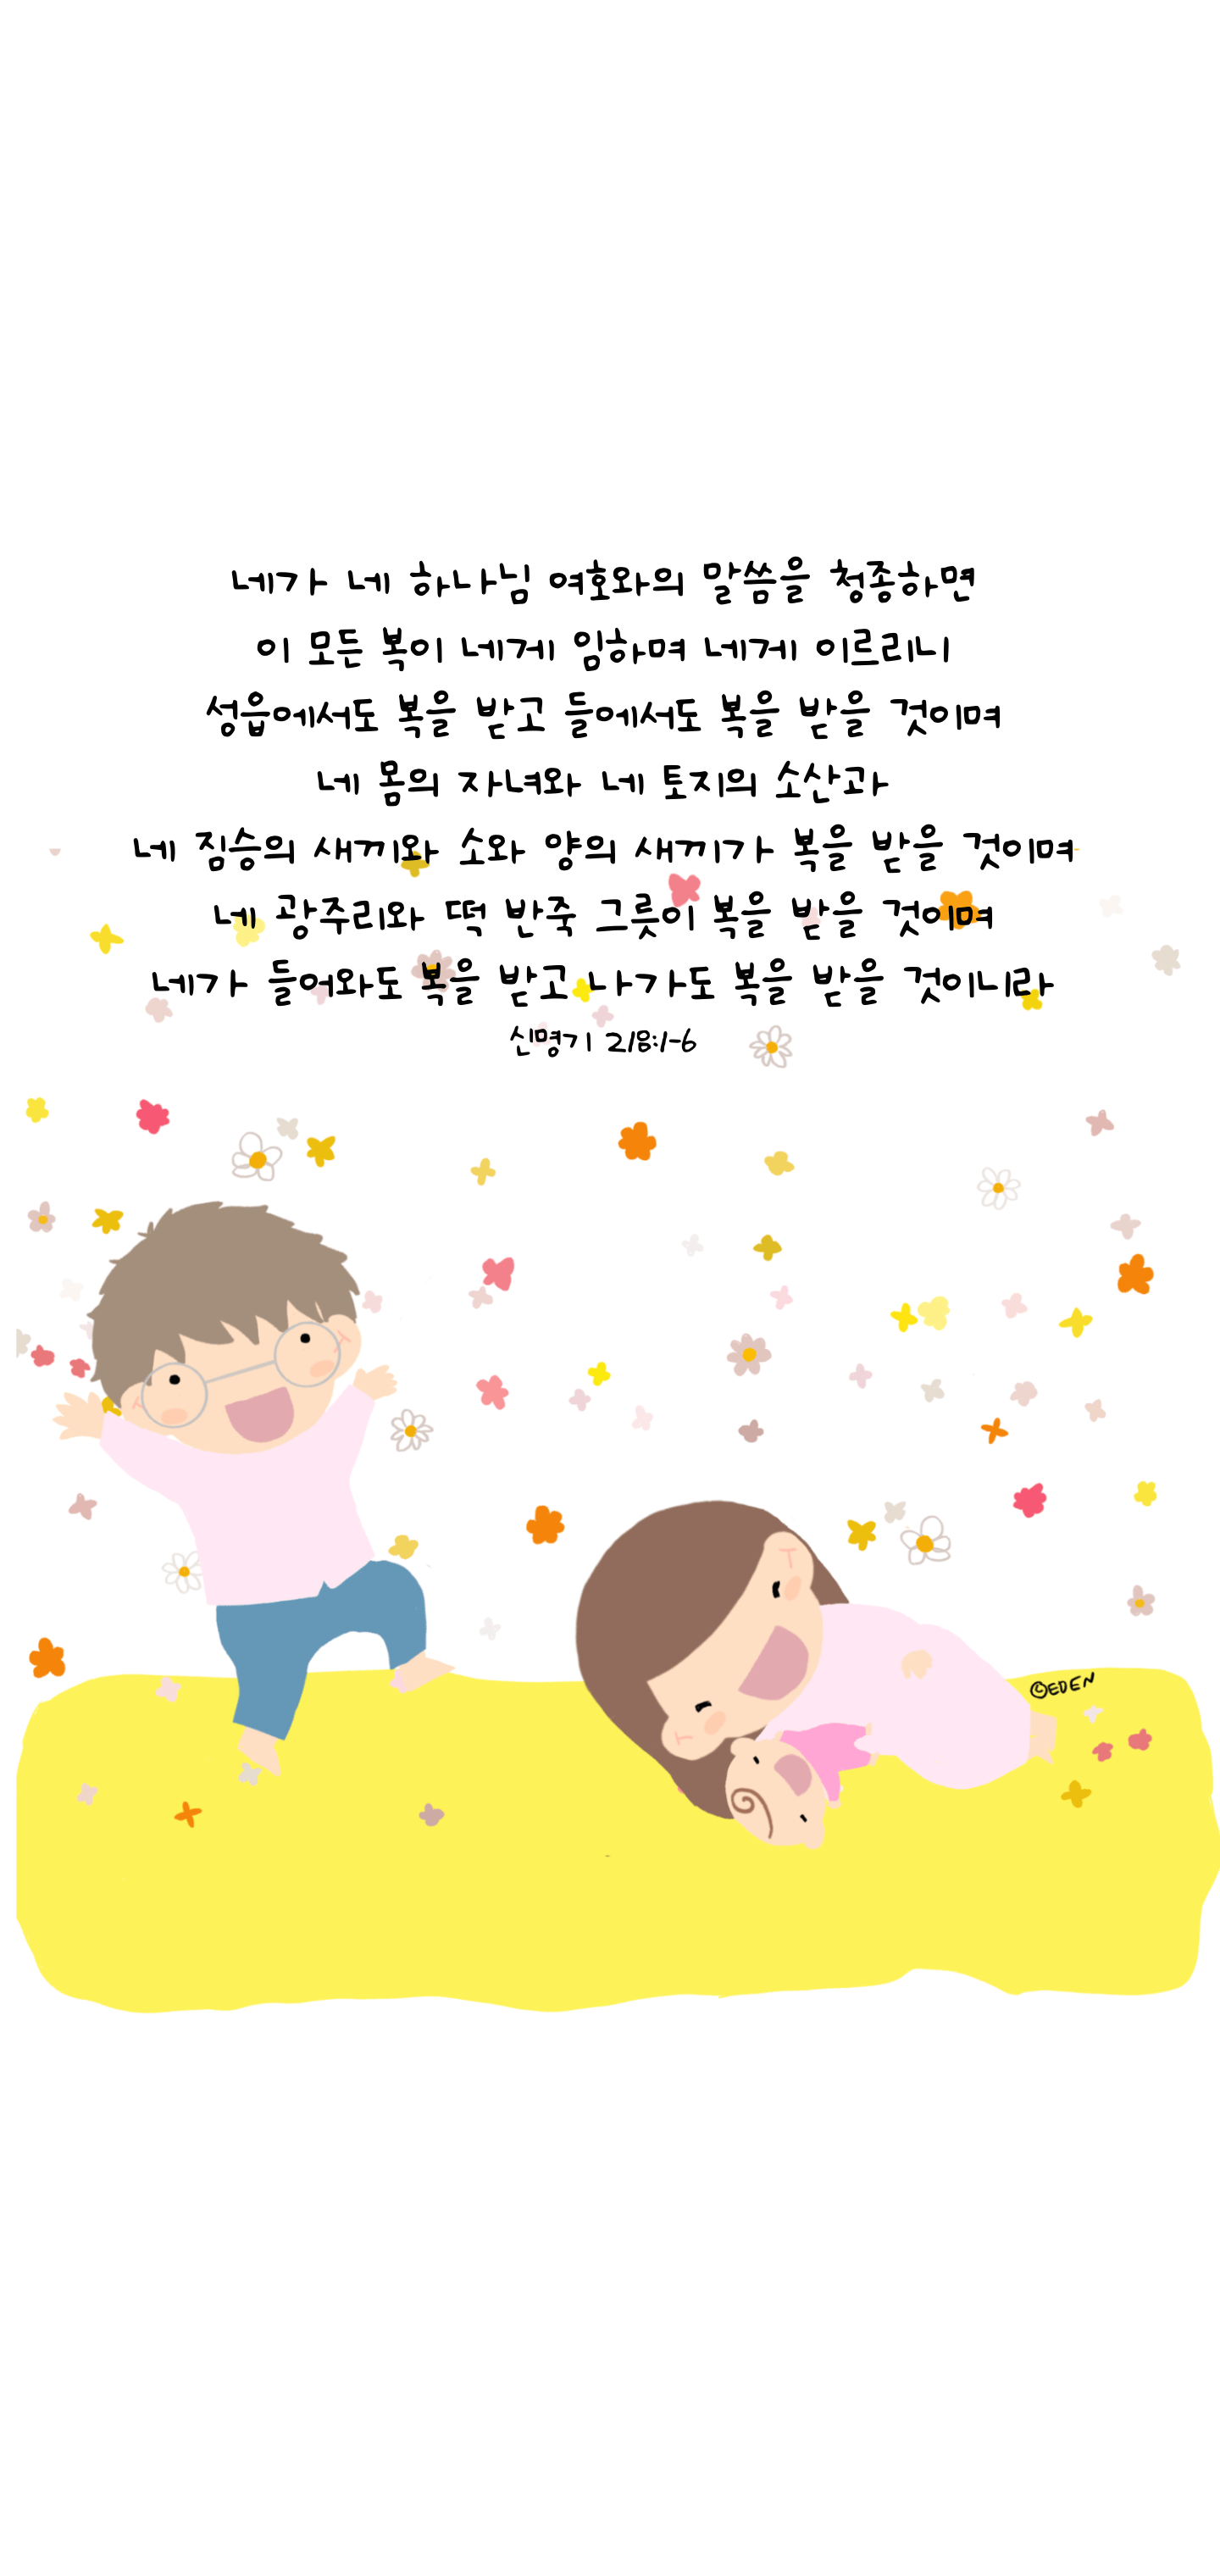 네가 네 하나님 여호와의 말씀을 청종하면
이 모든 복이 네게 임하며 네게 이르리니
성읍에서도 복을 받고 들에서도 복을 받을 것이며
네 몸의 자녀와 네 토지의 소산과
네 짐승의 새끼와 소와 양의 새끼가 복을 받을 것이며
네 광주리와 떡 반죽 그릇이 복을 받을 것이며
네가 들어와도 복을 받고 나가도 복을 받을 것이니라
신명기 218:1-6
©EDEN